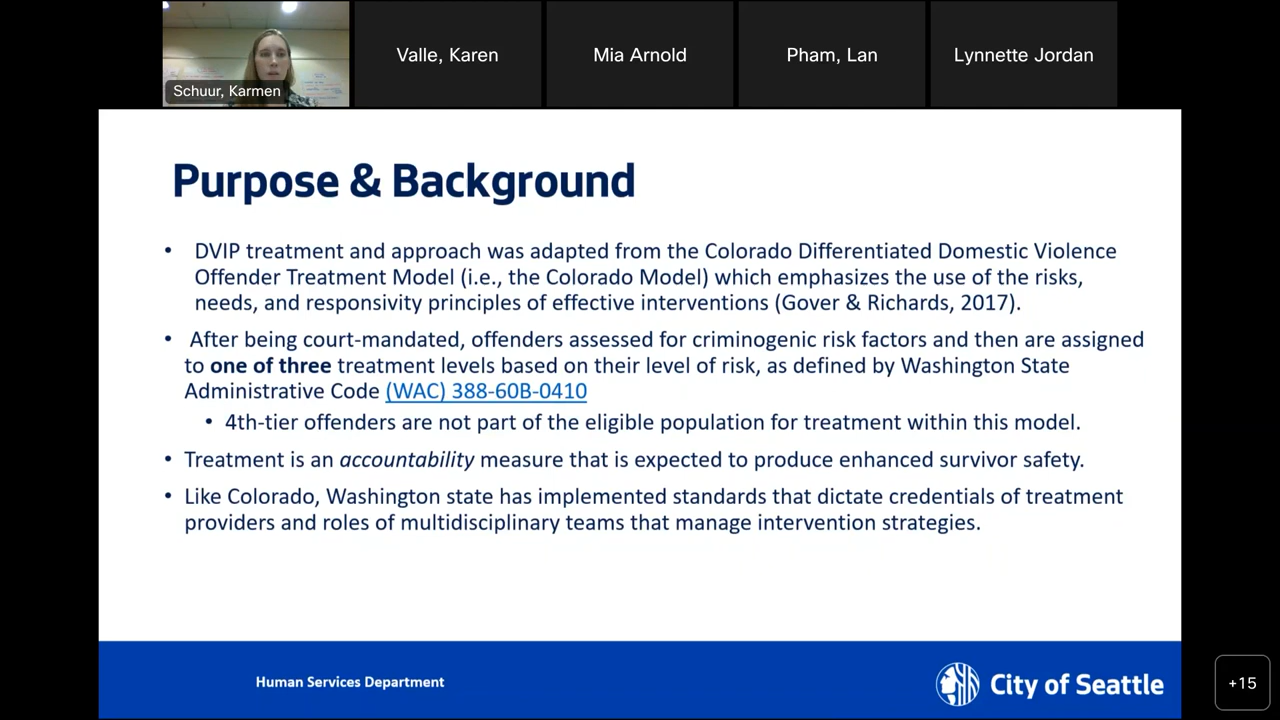 Schuur, Karmen
Valle, Karen
Mia Arnold
Pham, Lan
Lynnette Jordan
Purpose & Background
• DVIP treatment and approach was adapted from the Colorado Differentiated Domestic Violence
Offender Treatment Model (i.e., the Colorado Model) which emphasizes the use of the risks,
needs, and responsivity principles of effective interventions (Gover & Richards, 2017).
• After being court-mandated, offenders assessed for criminogenic risk factors and then are assigned
to one of three treatment levels based on their level of risk, as defined by Washington State
Administrative Code (WAC) 388-60B-0410
• 4th-tier offenders are not part of the eligible population for treatment within this model.
• Treatment is an accountability measure that is expected to produce enhanced survivor safety.
• Like Colorado, Washington state has implemented standards that dictate credentials of treatment
providers and roles of multidisciplinary teams that manage intervention strategies.
Human Services Department
City of Seattle
+15